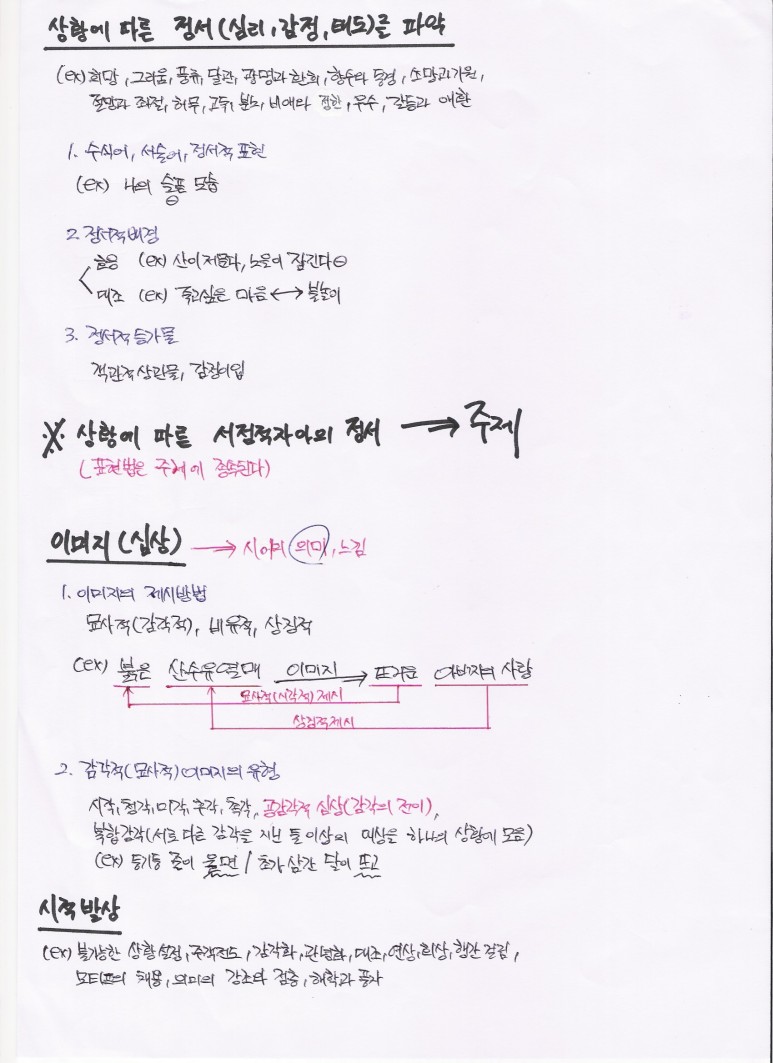 상황에 따른 정서(심리, 감정, 태도)를 파악
(ex) 희망, 그리움, 풍류, 달관, 광명과 환희, 향수와 동경, 소망과 기원,
절망과 좌절, 허무, 고독, 분노, 비애와 정한, 우수, 갈등과 애환
1. 수식어, 서술어, 정서적 표현
(ex) 나의 슬픈 모습
⊖
2. 정서적 배경
조응 (ex) 산이 저문다, 노을이 잠긴다 ⊖
대조 (ex) 죽고싶은 마음 ↔ 불놀이
3. 정서적 등가물
객관적 상관물, 감정이입
※ 상황에 따른 서정적자아의 정서 → 주제
(표현법은 주제에 종속된다)
이미지(심상) → 시어의 의미, 느낌
1. 이미지의 제시방법
묘사적(감각적), 비유적, 상징적
(ex) 붉은 산수유열매 이미지 → 뜨거운 아버지의 사랑
묘사적(시각적) 제시
상징적제시
2. 감각적(묘사적) 이미지의 유형
시각, 청각, 미각, 후각, 촉각, 공감각적 심상(감각의 전이),
복합감각(서로 다른 감각을 지닌 둘이상의 대상을 하나의 상황에 모음)
(ex) 둥기둥 줄이 울면 / 초가 삼간 달이 뜨고
시적 발상
(ex) 불가능한 상황설정, 주객전도, 감각화, 관념화, 대조, 연상, 회상, 행간 걸림,
모티프의 채용, 의미의 강조와 점층, 해학과 풍자